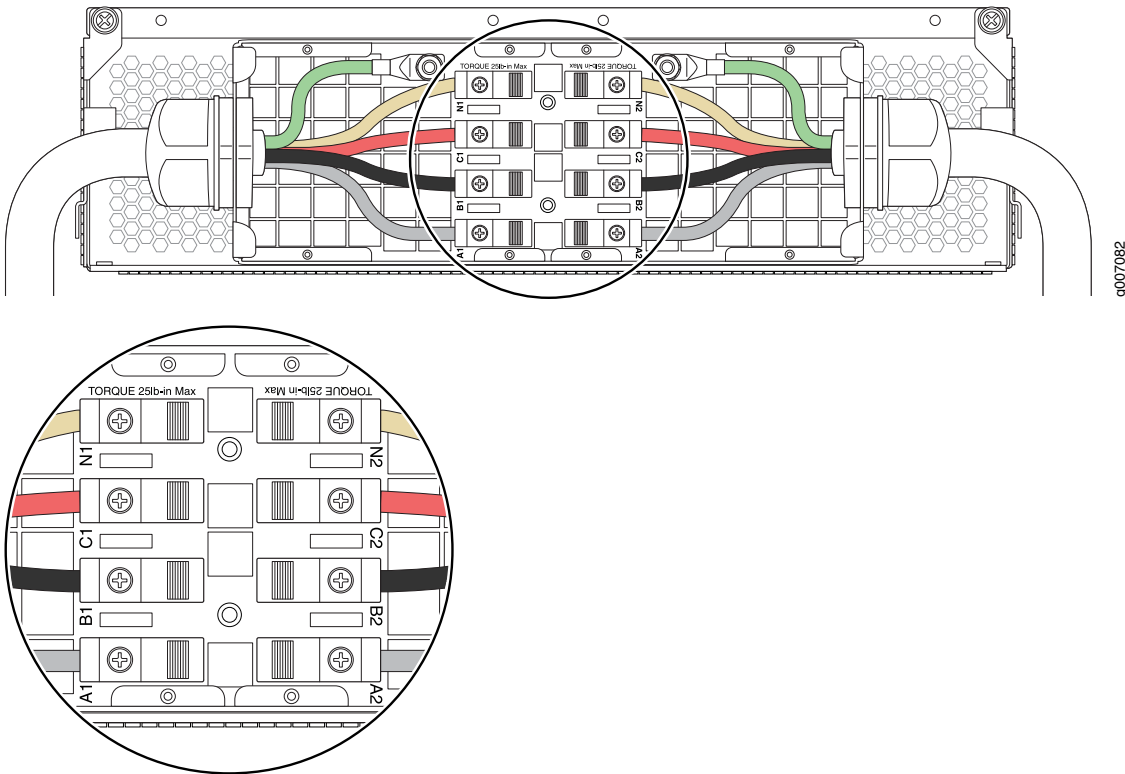 TORQUE 25lb-in Max TORQUE 25lb-in Max
N1 N2
C1 C2
B1 B2
A1 A2
g007082
TORQUE 25lb-in Max TORQUE 25lb-in Max
N1 N2
C1 C2
B1 B2
A1 A2